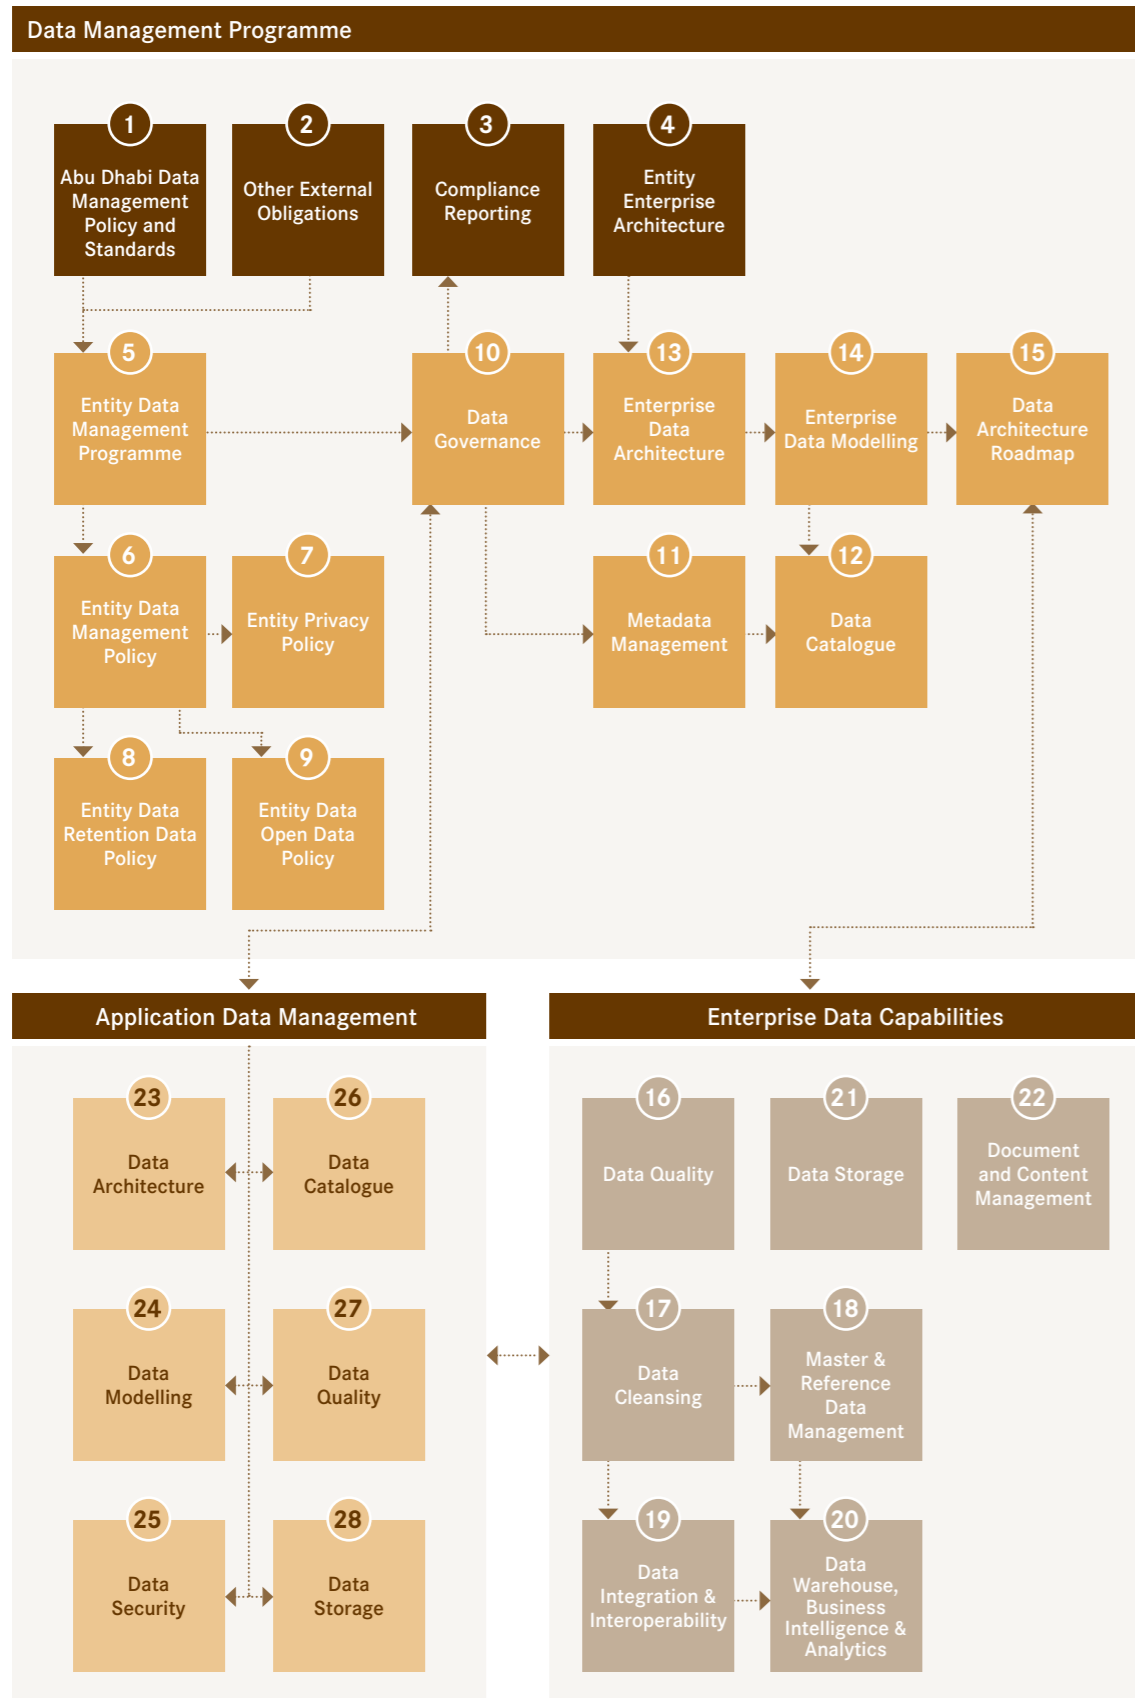 Data Management Programme
1
Abu Dhabi Data
Management
Policy and
Standards
2
Other External
Obligations
3
Compliance
Reporting
4
Entity
Enterprise
Architecture
5
Entity Data
Management
Programme
10
Data
Governance
13
Enterprise
Data
Architecture
14
Enterprise
Data Modelling
15
Data
Architecture
Roadmap
6
Entity Data
Management
Policy
7
Entity Privacy
Policy
11
Metadata
Management
12
Data
Catalogue
8
Entity Data
Retention Data
Policy
9
Entity Data
Open Data
Policy
Application Data Management
23
Data
Architecture
26
Data
Catalogue
24
Data
Modelling
27
Data
Quality
25
Data
Security
28
Data
Storage
Enterprise Data Capabilities
16
Data Quality
21
Data Storage
22
Document
and Content
Management
17
Data
Cleansing
18
Master &
Reference
Data
Management
19
Data
Integration &
Interoperability
20
Data
Warehouse,
Business
Intelligence &
Analytics